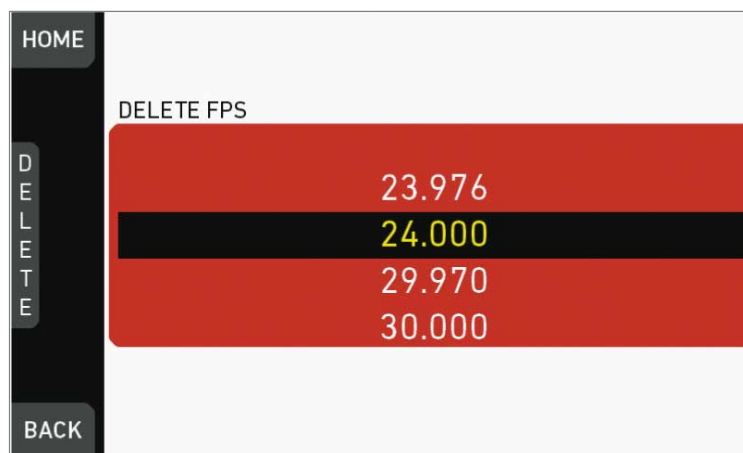 HOME
DELETE FPS
DELETE
23.976
24.000
29.970
30.000
BACK